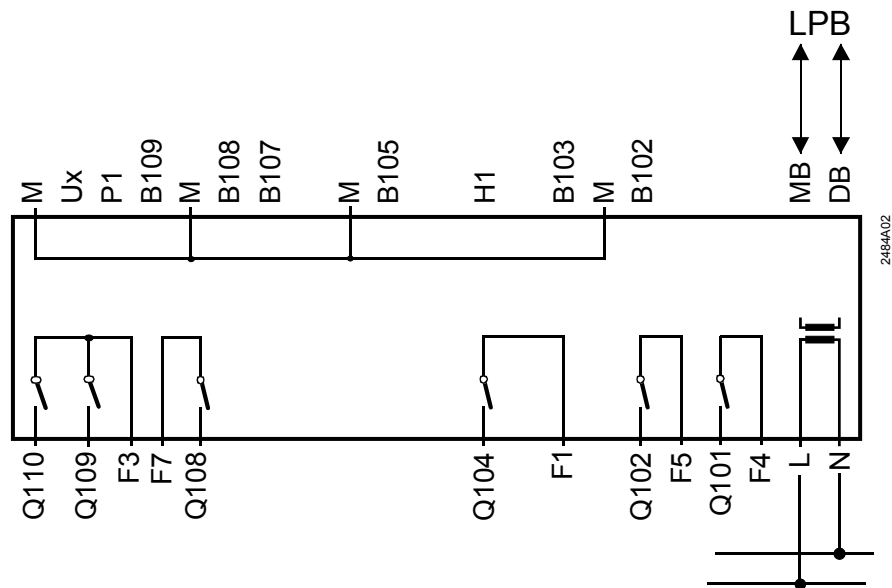 LPB
M Ux P1 B109 M B108 B107 M B105 H1 B103 M B102 MB DB
2484A02
Q110 Q109 F3 F7 Q108 Q104 F1 Q102 F5 Q101 F4 L N